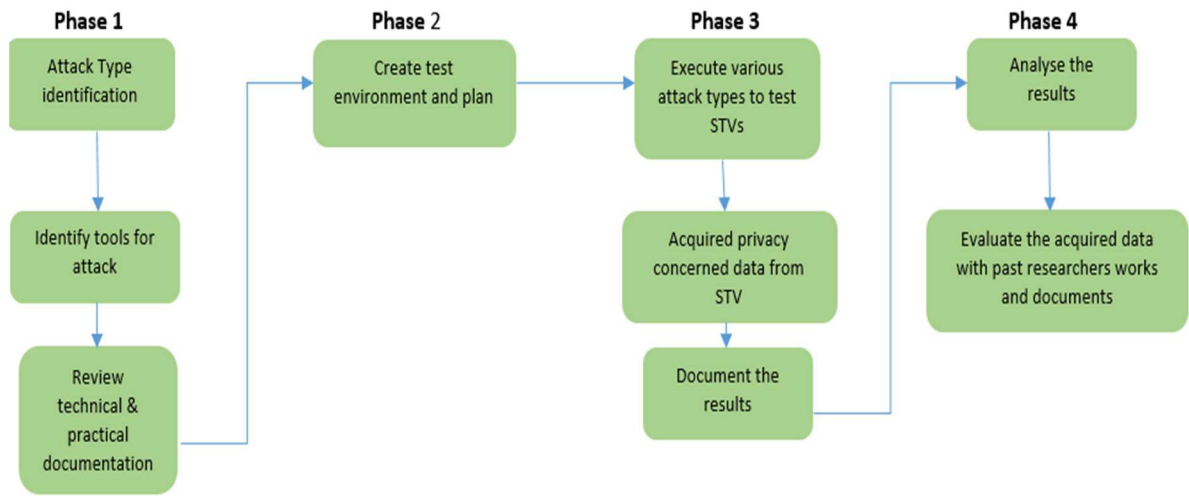 Phase 1
Attack Type
identification
Identify tools for
attack
Review
technical &
practical
documentation
Phase 2
Create test
environment and plan
Phase 3
Execute various
attack types to test
STVs
Acquired privacy
concerned data from
STV
Document the
results
Phase 4
Analyse the
results
Evaluate the acquired data
with past researchers works
and documents